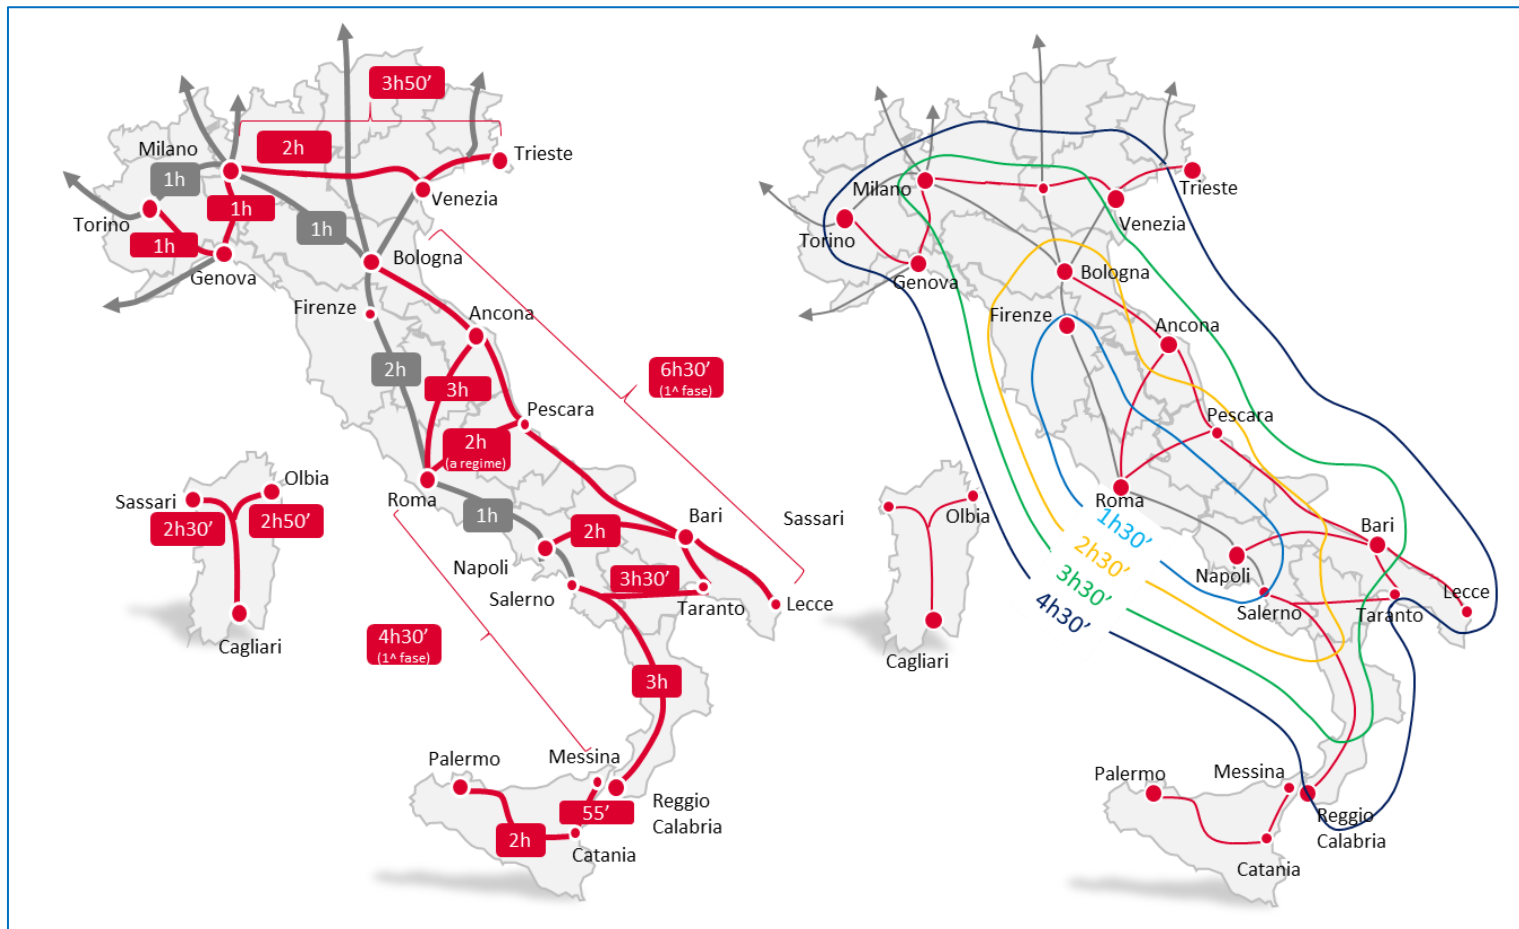 3h50’
2h
Milano
Trieste
1h
Venezia
1h
Torino
1h
1h
Genova
Bologna
Firenze
Ancona
2h
3h
6h30’
(1^ fase)
Pescara
2h
(a regime)
Roma
Olbia
Sassari
2h30’
2h50’
1h
2h
Bari
Napoli
3h30’
Salerno
Taranto
Lecce
Cagliari
4h30’
(1^ fase)
3h
Palermo
Messina
55’
Reggio
Calabria
2h
Catania
Milano
Trieste
Venezia
Torino
Genova
Bologna
Firenze
Ancona
Pescara
Roma
Sassari
Olbia
1h30’
2h30’
3h30’
4h30’
Bari
Napoli
Salerno
Taranto
Lecce
Cagliari
Palermo
Messina
Reggio
Calabria
Catania